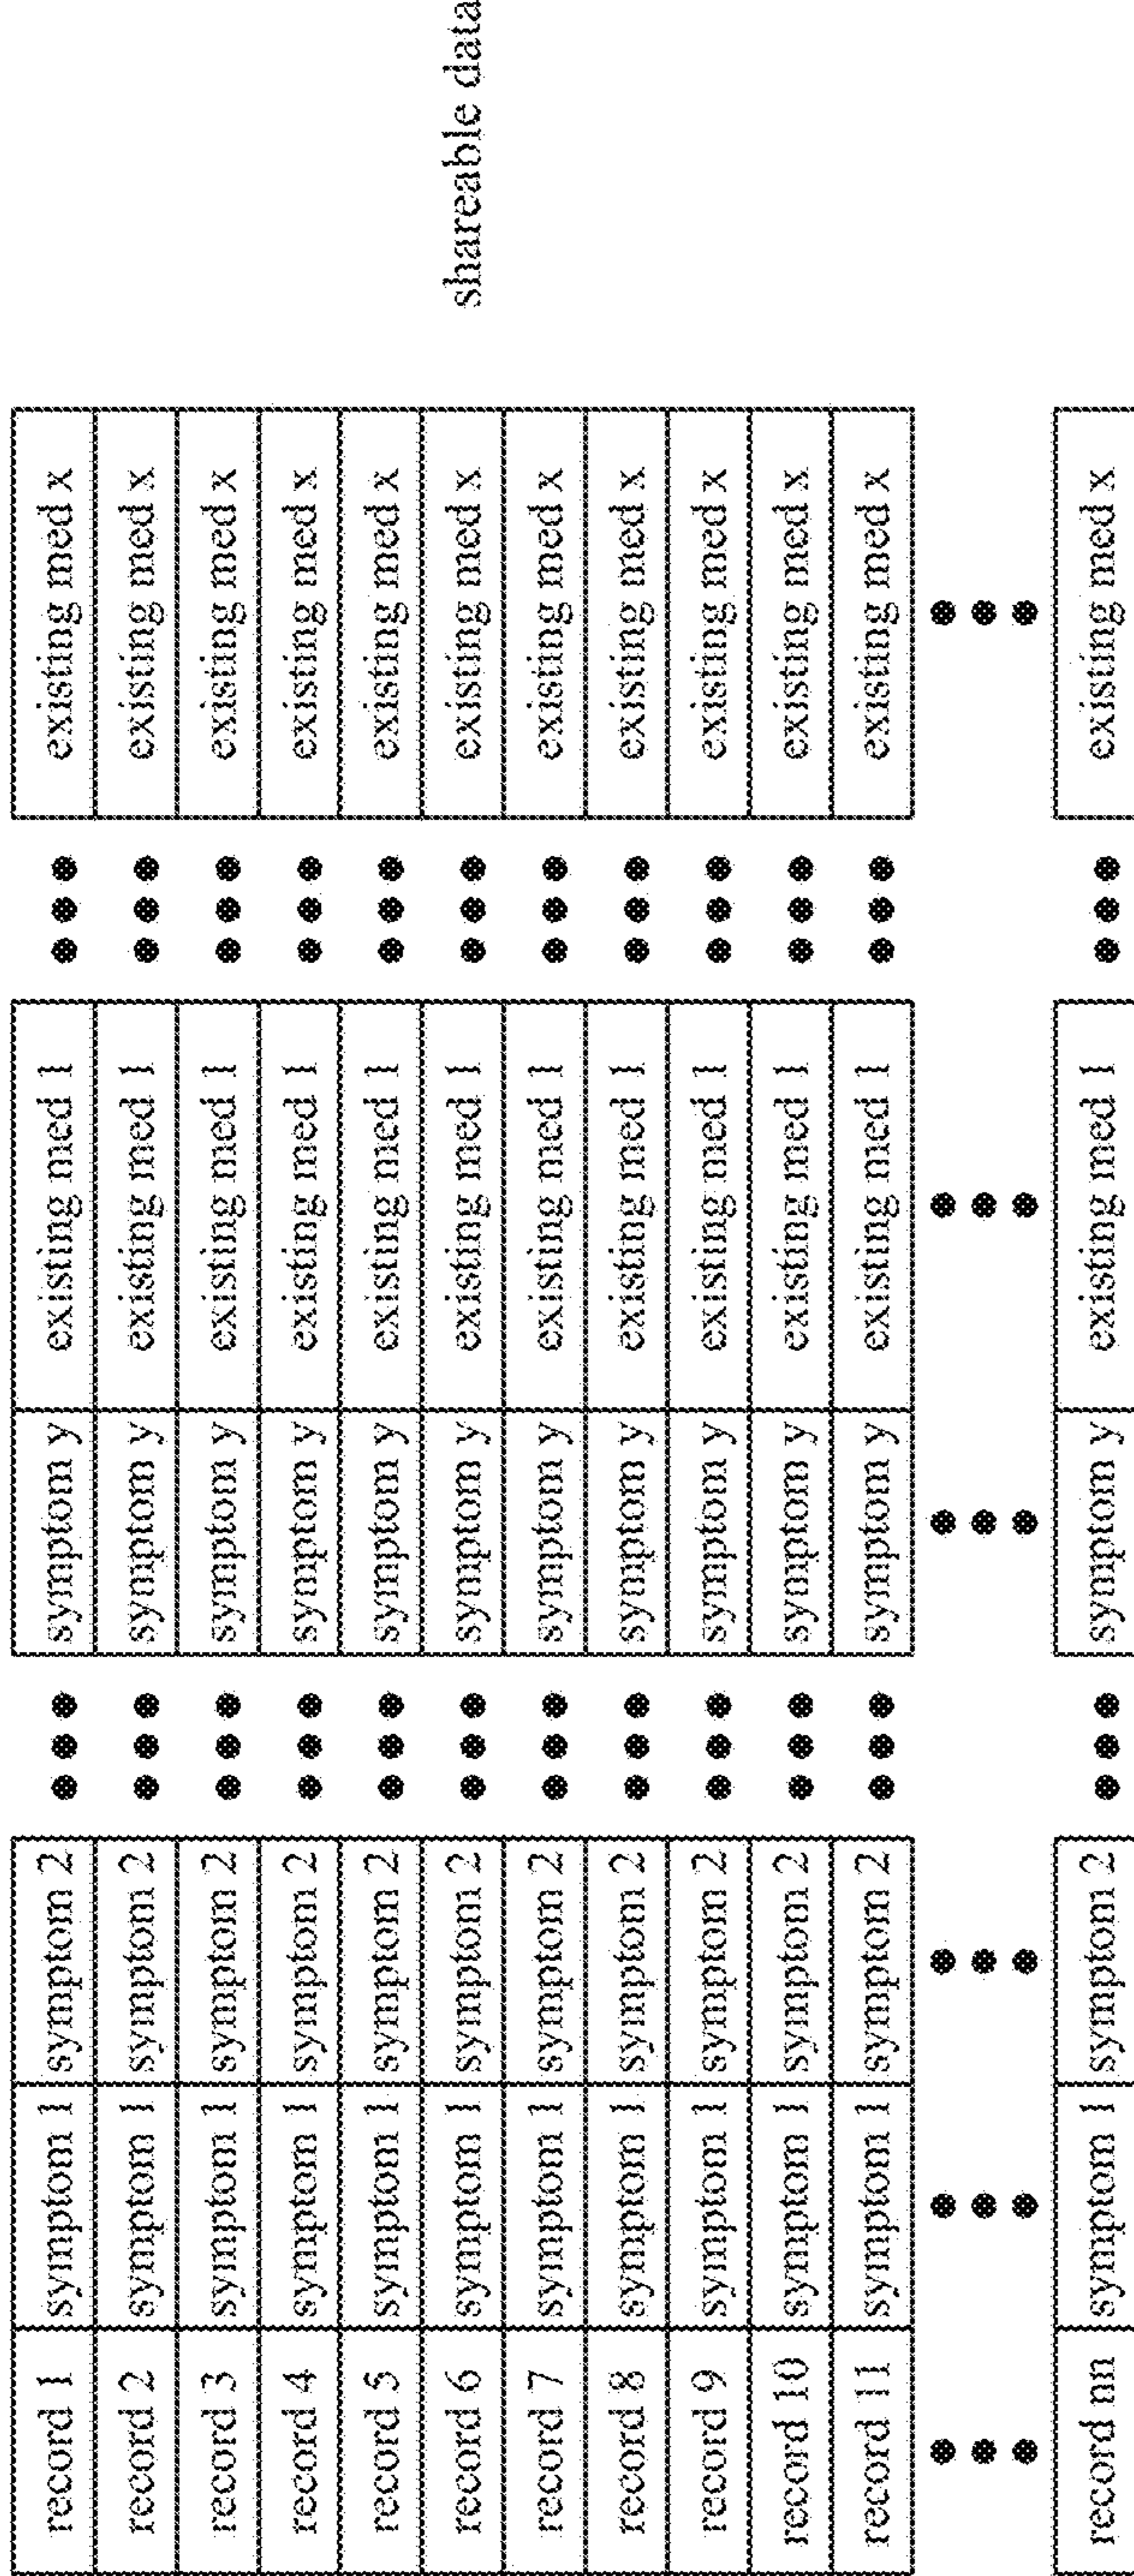 record 1 symptom 1 symptom 2 symptom y existing med 1 existing med x
record 2 symptom 1 symptom 2 symptom y existing med 1 existing med x
record 3 symptom 1 symptom 2 symptom y existing med 1 existing med x
record 4 symptom 1 symptom 2 symptom y existing med 1 existing med x
record 5 symptom 1 symptom 2 symptom y existing med 1 existing med x
record 6 symptom 1 symptom 2 symptom y existing med 1 existing med x
shareable data
record 7 symptom 1 symptom 2 symptom y existing med 1 existing med x
record 8 symptom 1 symptom 2 symptom y existing med 1 existing med x
record 9 symptom 1 symptom 2 symptom y existing med 1 existing med x
record 10 symptom 1 symptom 2 symptom y existing med 1 existing med x
record 11 symptom 1 symptom 2 symptom y existing med 1 existing med x
record nn symptom 1 symptom 2 symptom y existing med 1 existing med x